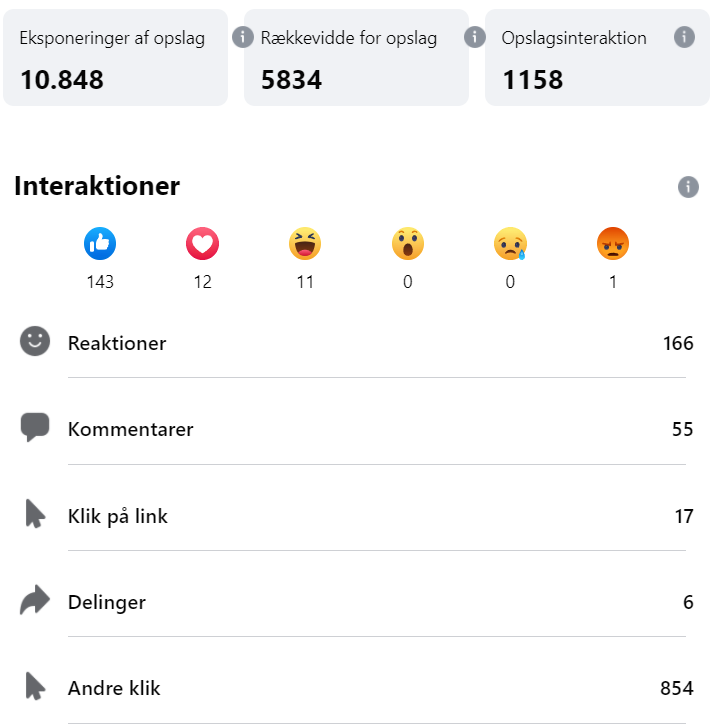 Eksponeringer af opslag
10.848
Rækkevidde for opslag
5834
Opslagsinteraktion
1158
Interaktioner
143 12 11 0 0 1
Reaktioner 166
Kommentarer 55
Klik på link 17
Delinger 6
Andre klik 854